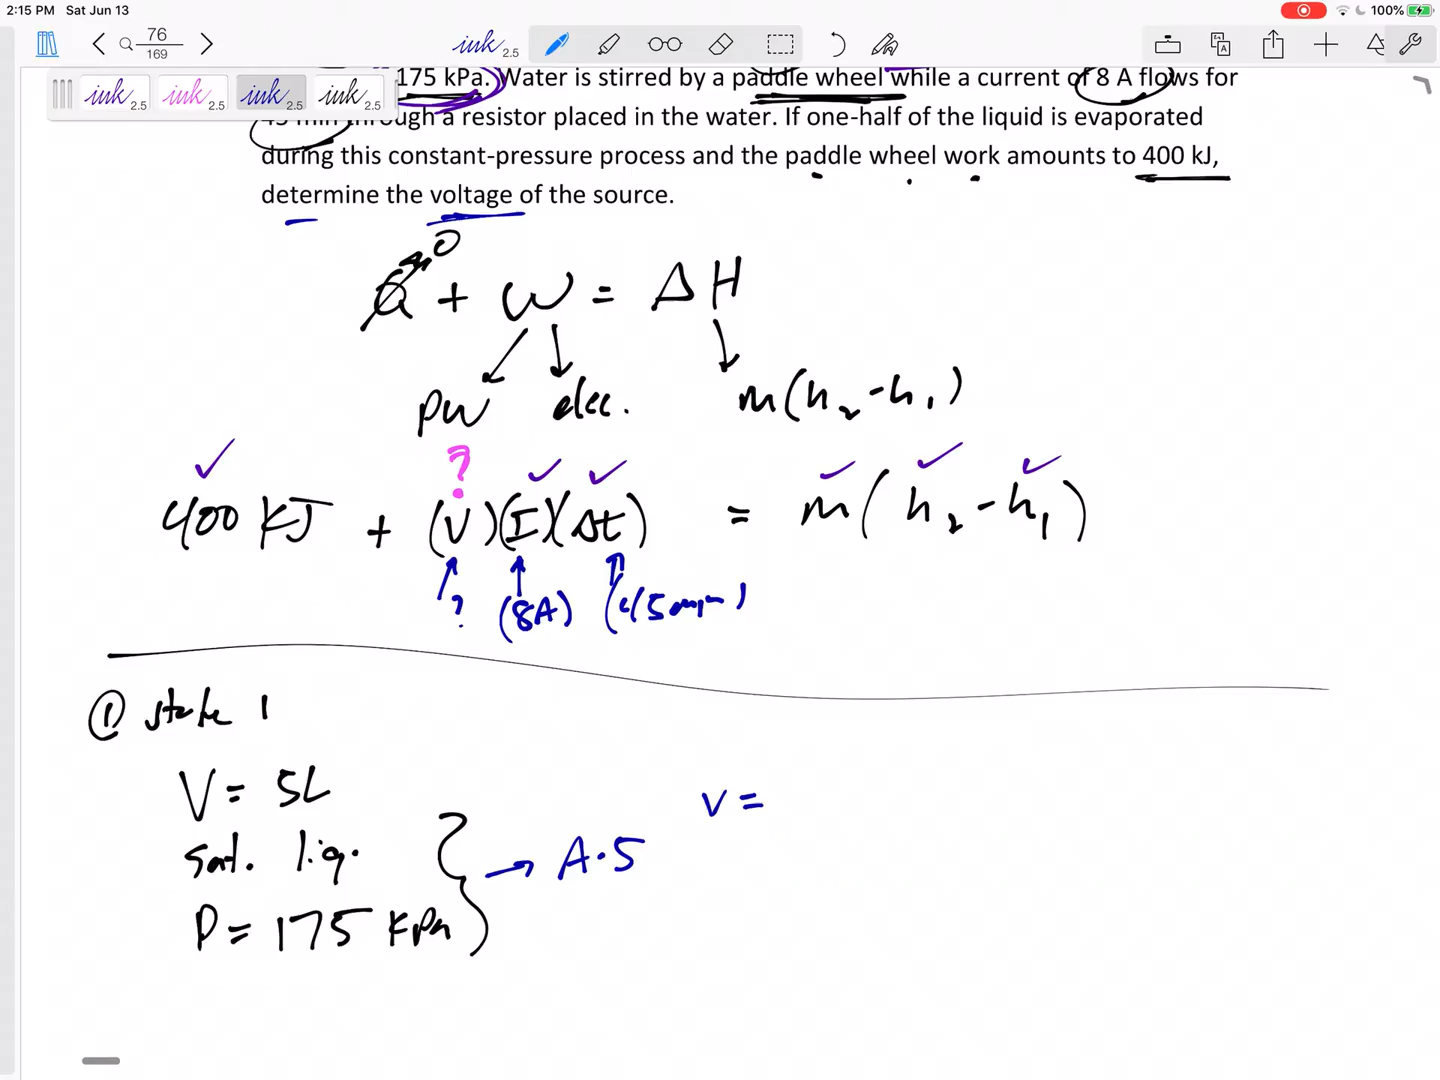 2:15 PM Sat Jun 13
100%
76
169
ink 2.5
ink 2.5 ink 2.5 ink 2.5 ink 2.5
175 kPa. Water is stirred by a paddle wheel while a current of 8 A flows for
45 min through a resistor placed in the water. If one-half of the liquid is evaporated
during this constant-pressure process and the paddle wheel work amounts to 400 kJ,
determine the voltage of the source.
Q→0 + W = ΔH
PW elec. m(h₂-h₁)
?
400 KJ + (V)(I)(Δt) = m(h₂-h₁)
? (8A) (45min)
① state 1
V = 5L
v =
sat. liq.
→ A-5
P = 175 kPa